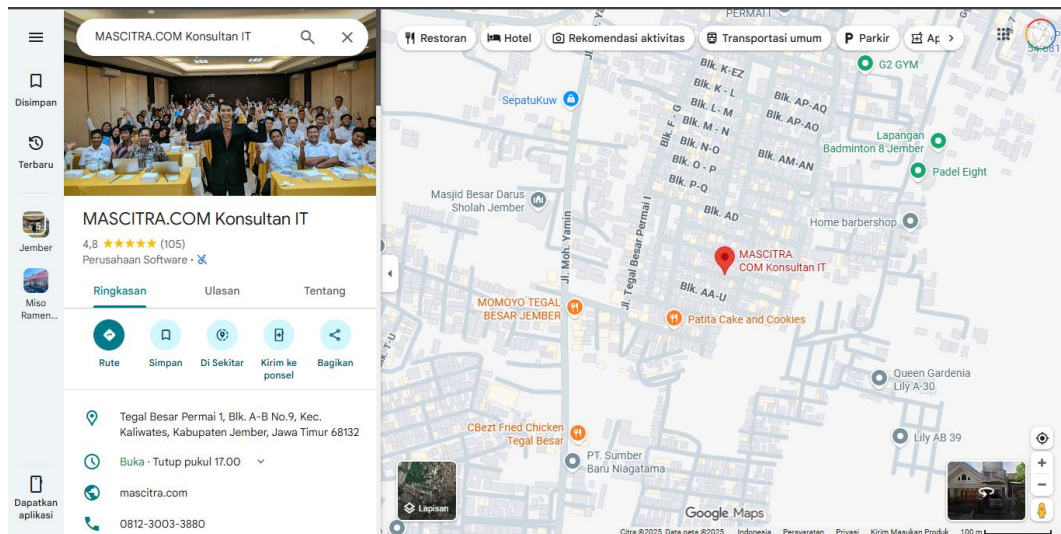 MASCITRA.COM Konsultan IT
Disimpan
Terbaru
Jember
Miso
Ramen...
Dapatkan
aplikasi
MASCITRA.COM Konsultan IT
4,8 ★★★★★ (105)
Perusahaan Software ·
Ringkasan
Ulasan
Tentang
Rute
Simpan
Di Sekitar
Kirim ke
ponsel
Bagikan
Tegal Besar Permai 1, Blk. A-B No.9, Kec.
Kaliwates, Kabupaten Jember, Jawa Timur 68132
Buka · Tutup pukul 17.00
mascitra.com
0812-3003-3880
Restoran
Hotel
Rekomendasi aktivitas
Transportasi umum
P Parkir
PERMAI I
G2 GYM
SepatuKuw
Blk. K-EZ
Blk. K - L
Blk. L - M
Blk. M - N
Blk. N-O
Blk. O - P
Blk. P-Q
Blk. F - G
Blk. AP-AQ
Blk. AP-AO
Blk. AM-AN
Blk. AD
Lapangan
Badminton 8 Jember
Padel Eight
Masjid Besar Darus
Sholah Jember
Home barbershop
Jl. Moh. Yamin
Jl. Tegal Besar Permai I
MASCITRA.
COM Konsultan IT
Blk. AA-U
MOMOYO TEGAL
BESAR JEMBER
Patita Cake and Cookies
Queen Gardenia
Lily A-30
CBezt Fried Chicken
Tegal Besar
Lily AB 39
PT. Sumber
Baru Niagatama
Lapisan
Google Maps
Citra ©2025 Data peta ©2025 Indonesia Persyaratan Privasi Kirim Masukan Produk 100 m